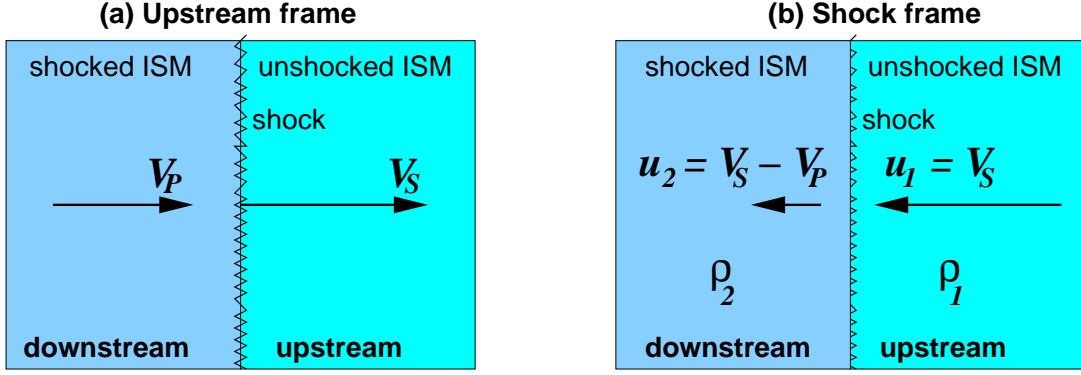 (a) Upstream frame
shocked ISM
unshocked ISM
shock
V_P
V_S
downstream
upstream
(b) Shock frame
shocked ISM
unshocked ISM
shock
u_2 = V_S − V_P
u_1 = V_S
ρ_2
ρ_1
downstream
upstream